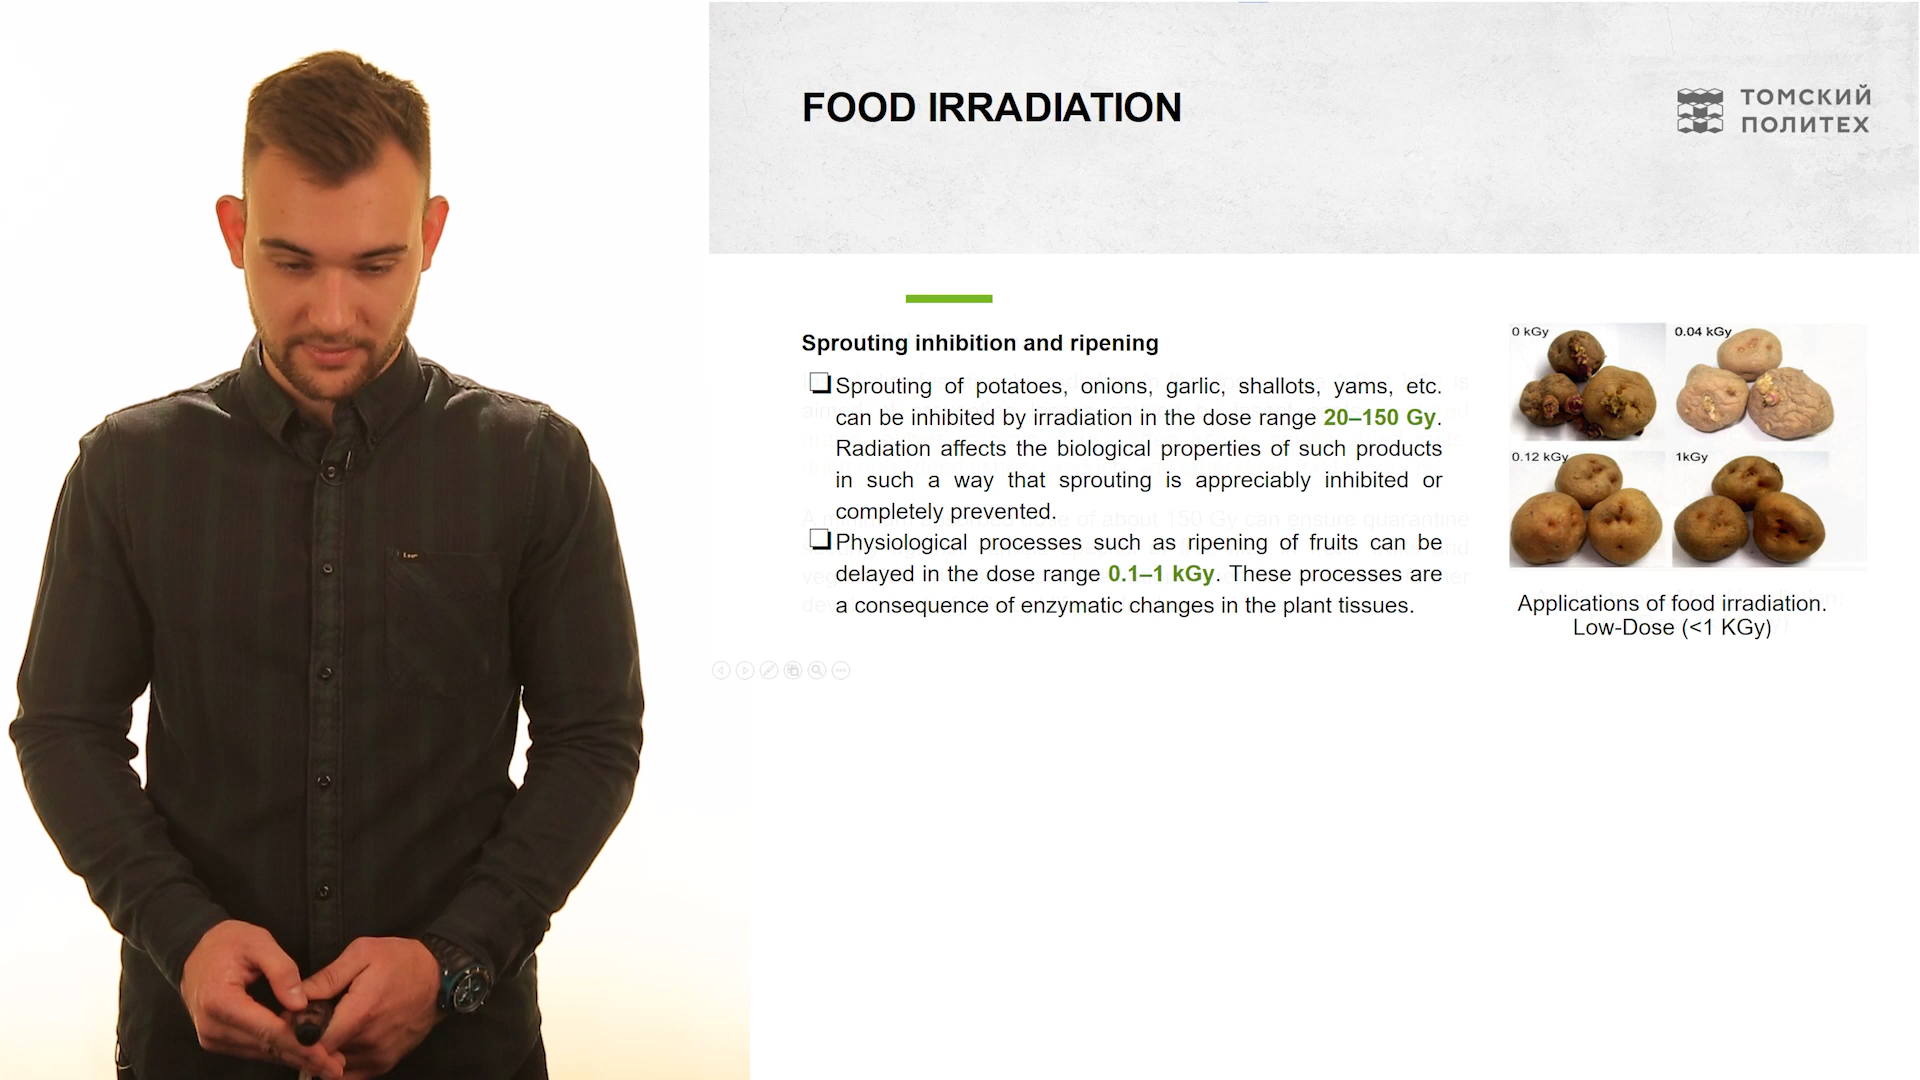 FOOD IRRADIATION
ТОМСКИЙ
ПОЛИТЕХ
Sprouting inhibition and ripening
Sprouting of potatoes, onions, garlic, shallots, yams, etc.
can be inhibited by irradiation in the dose range 20–150 Gy.
Radiation affects the biological properties of such products
in such a way that sprouting is appreciably inhibited or
completely prevented.
Physiological processes such as ripening of fruits can be
delayed in the dose range 0.1–1 kGy. These processes are
a consequence of enzymatic changes in the plant tissues.
0 kGy
0.04 kGy
0.12 kGy
1kGy
Applications of food irradiation.
Low-Dose (<1 KGy)